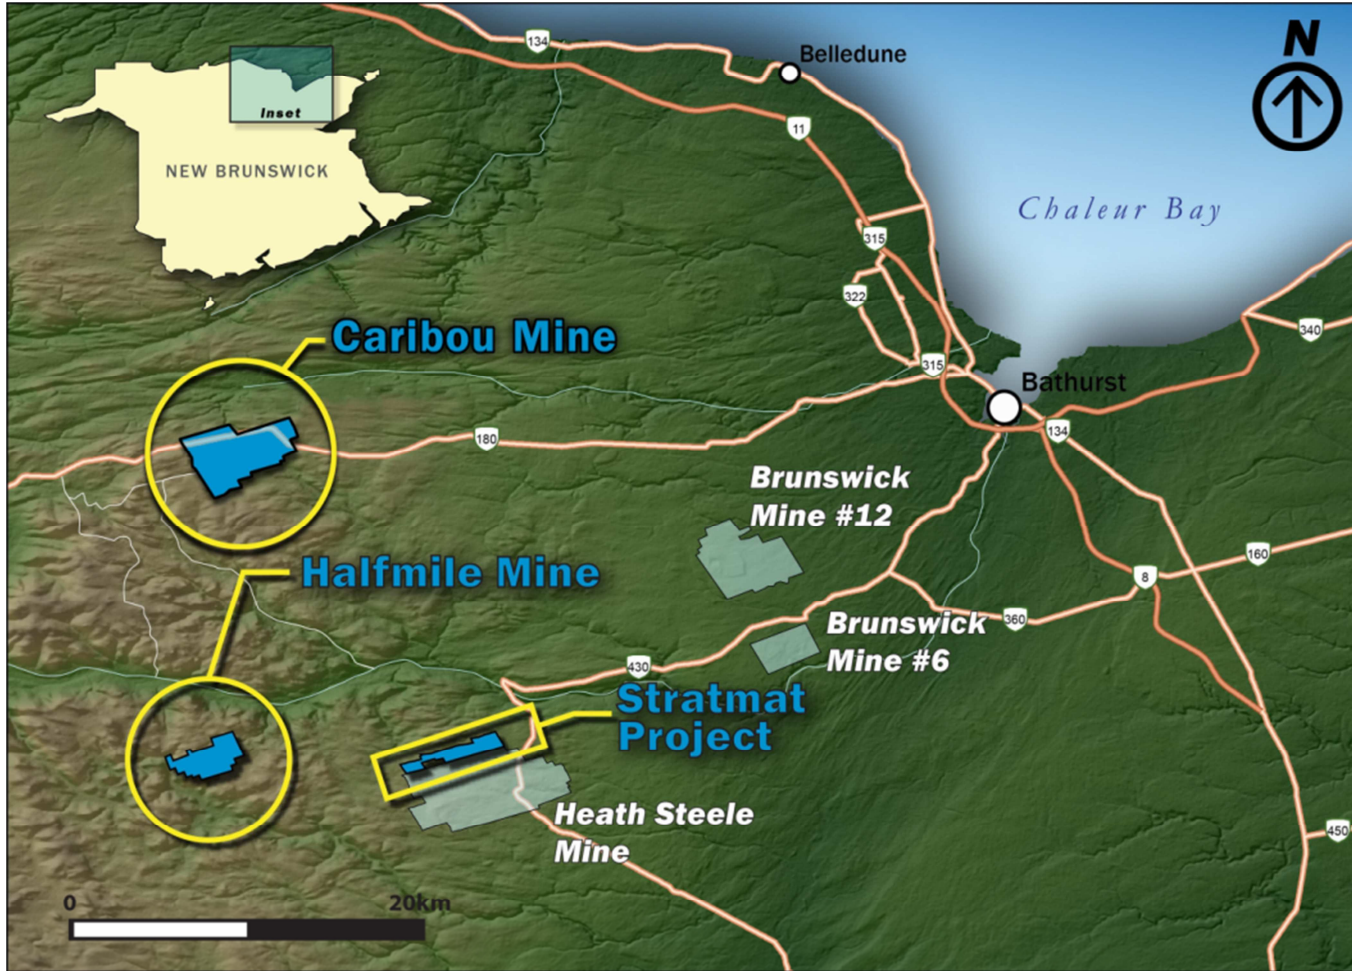 134
Belledune
N
Inset
11
NEW BRUNSWICK
Chaleur Bay
315
322
340
Caribou Mine
315
Bathurst
134
180
Brunswick
Mine #12
160
Halfmile Mine
8
360
Brunswick
Mine #6
430
Stratmat
Project
Heath Steele
Mine
450
0
20km